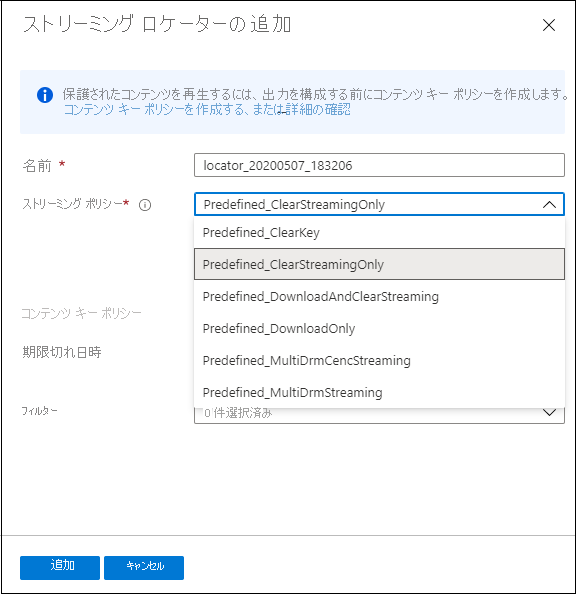 ストリーミング ロケーターの追加
保護されたコンテンツを再生するには、出力を構成する前にコンテンツ キー ポリシーを作成します。
コンテンツ キー ポリシーを作成する、または詳細の確認
名前 *
locator_20200507_183206
ストリーミング ポリシー*
Predefined_ClearStreamingOnly
Predefined_ClearKey
Predefined_ClearStreamingOnly
Predefined_DownloadAndClearStreaming
Predefined_DownloadOnly
Predefined_MultiDrmCencStreaming
Predefined_MultiDrmStreaming
コンテンツ キー ポリシー
期限切れ日時
フィルター
0 件選択済み
追加
キャンセル